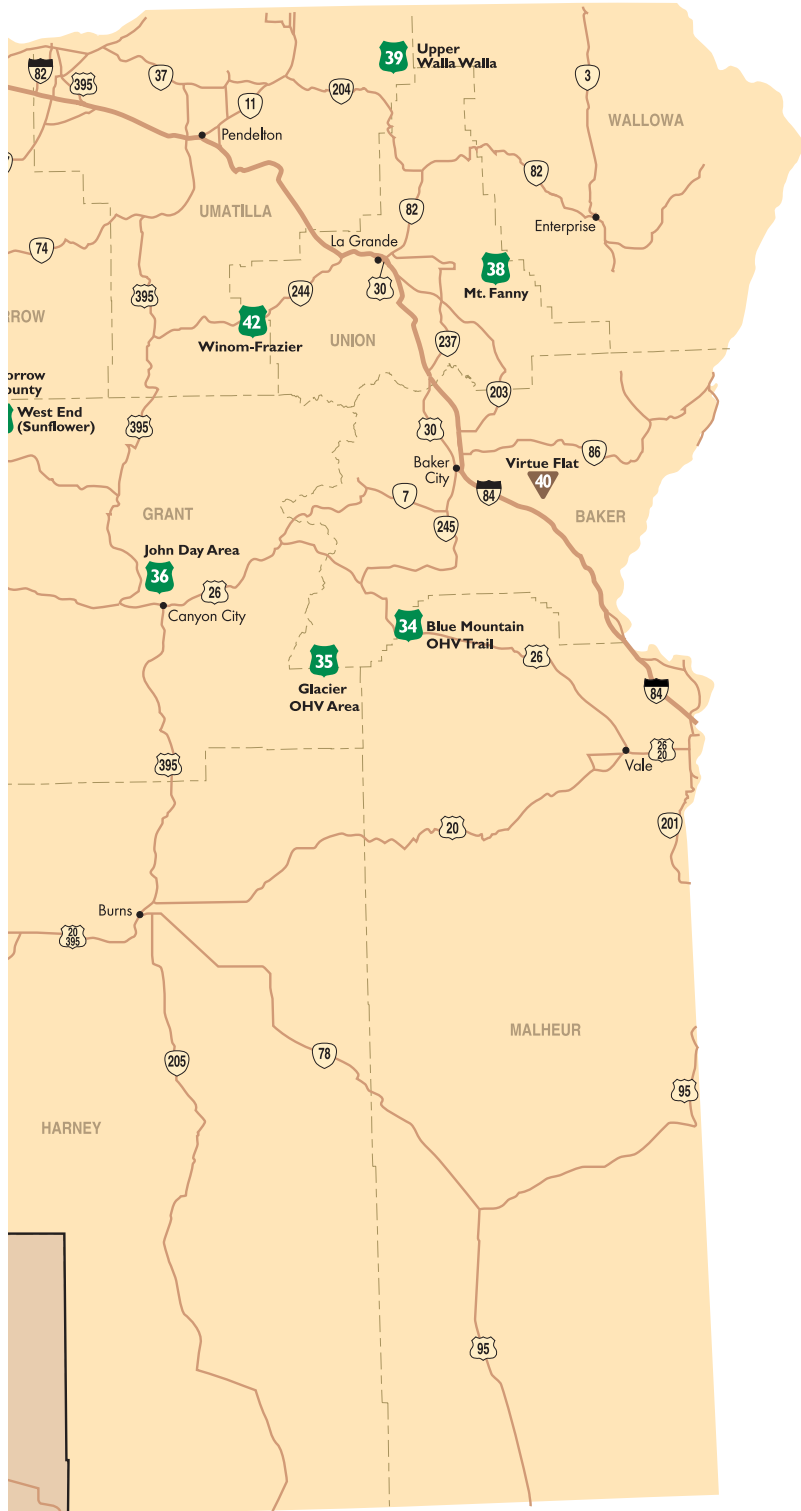 39
Upper
Walla Walla
82
395
37
3
204
11
WALLOWA
Pendelton
82
82
UMATILLA
Enterprise
La Grande
74
38
Mt. Fanny
30
244
395
42
Winom-Frazier
UNION
237
203
West End
(Sunflower)
395
30
86
Baker
City
Virtue Flat
40
84
7
GRANT
BAKER
245
John Day Area
36
26
Canyon City
34
Blue Mountain
OHV Trail
35
26
Glacier
OHV Area
84
26
20
395
Vale
201
20
Burns
20
395
MALHEUR
78
205
95
HARNEY
95